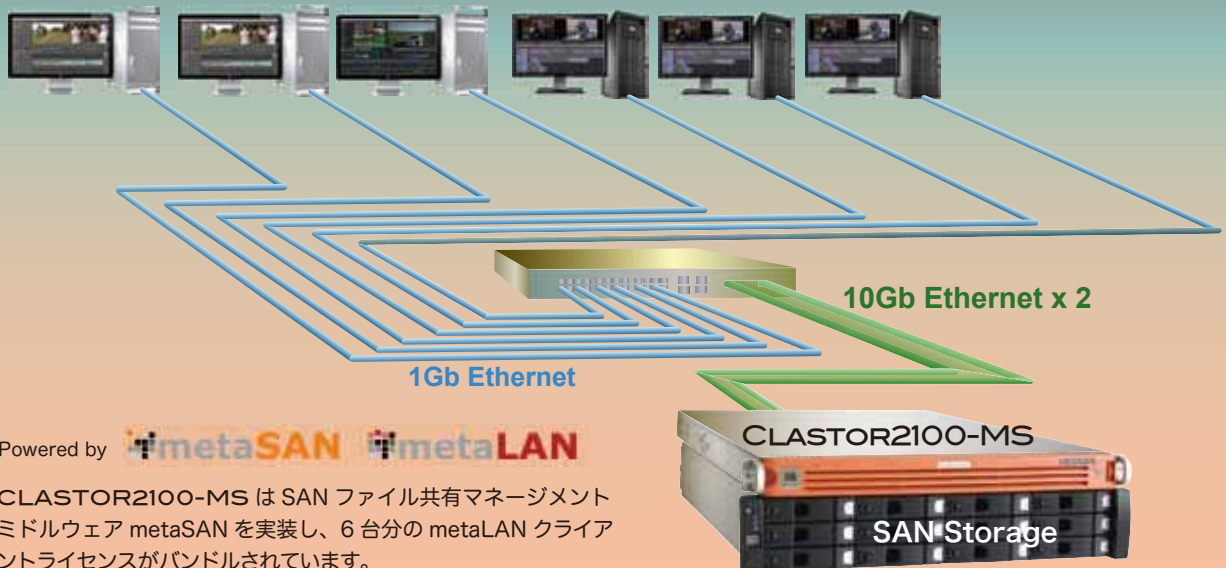 10Gb Ethernet x 2
1Gb Ethernet
Powered by metaSAN metaLAN
CLASTOR2100-MS
CLASTOR2100-MS は SAN ファイル共有マネージメント
ミドルウェア metaSAN を実装し、6 台分の metaLAN クライア
ントライセンスがバンドルされています。
SAN Storage